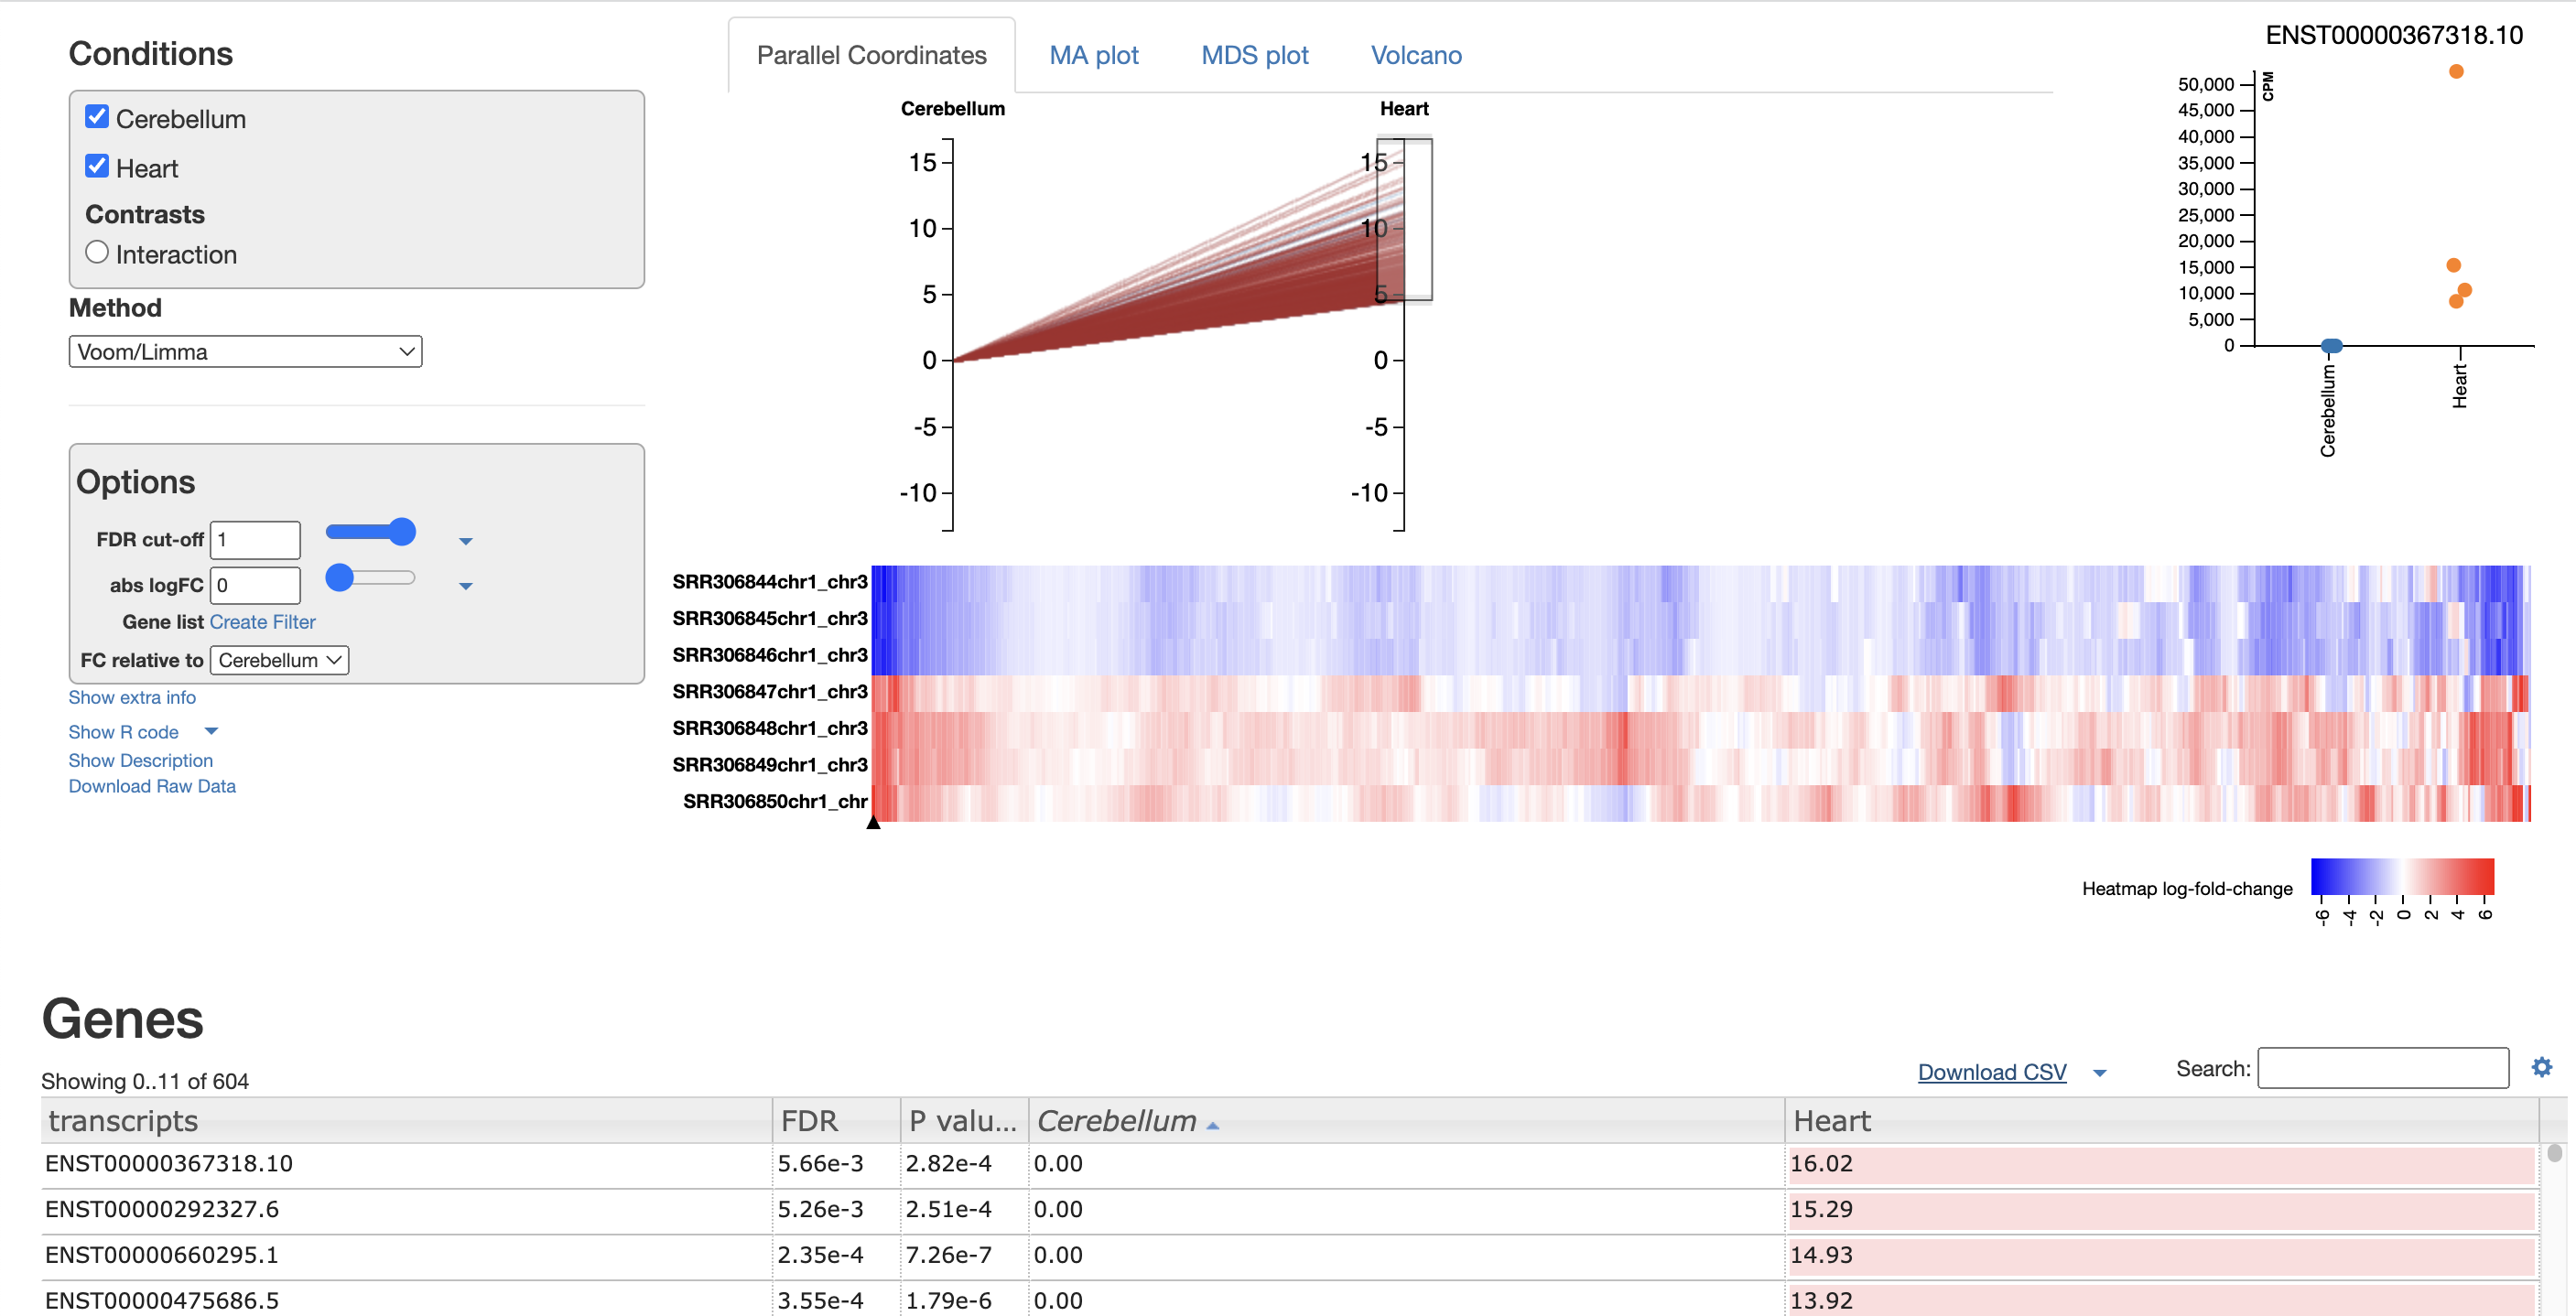 Conditions
Cerebellum
Heart
Contrasts
Interaction
Method
Voom/Limma
Options
FDR cut-off 1
abs logFC 0
Gene list Create Filter
FC relative to Cerebellum
Show extra info
Show R code
Show Description
Download Raw Data
Parallel Coordinates MA plot MDS plot Volcano
Cerebellum Heart
15 15
10 10
5 5
0 0
-5 -5
-10 -10
ENST00000367318.10
CPM
50,000
45,000
40,000
35,000
30,000
25,000
20,000
15,000
10,000
5,000
0
Cerebellum
Heart
SRR306844chr1_chr3
SRR306845chr1_chr3
SRR306846chr1_chr3
SRR306847chr1_chr3
SRR306848chr1_chr3
SRR306849chr1_chr3
SRR306850chr1_chr
Heatmap log-fold-change
-6 -4 -2 0 2 4 6
Genes
Showing 0..11 of 604
Download CSV Search:
transcripts FDR P valu... Cerebellum Heart
ENST00000367318.10 5.66e-3 2.82e-4 0.00 16.02
ENST00000292327.6 5.26e-3 2.51e-4 0.00 15.29
ENST00000660295.1 2.35e-4 7.26e-7 0.00 14.93
ENST00000475686.5 3.55e-4 1.79e-6 0.00 13.92